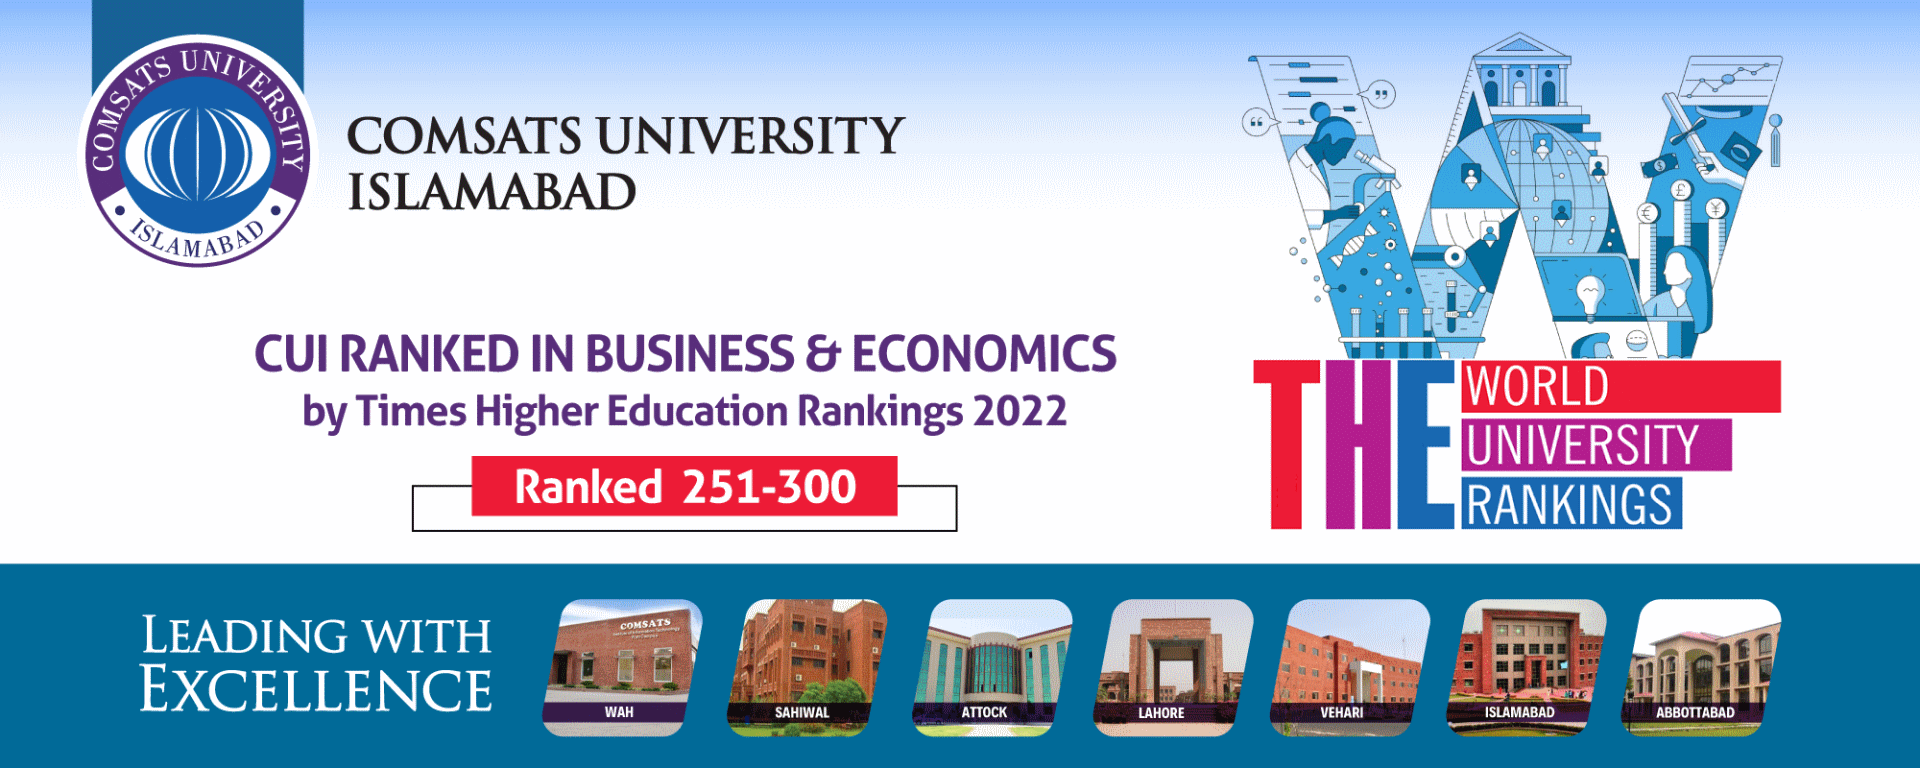 COMSATS UNIVERSITY
ISLAMABAD
COMSATS UNIVERSITY
ISLAMABAD
CUI RANKED IN BUSINESS & ECONOMICS
by Times Higher Education Rankings 2022
Ranked 251-300
THE
WORLD
UNIVERSITY
RANKINGS
LEADING WITH
EXCELLENCE
COMSATS
WAH
SAHIWAL
ATTOCK
LAHORE
VEHARI
ISLAMABAD
ABBOTTABAD